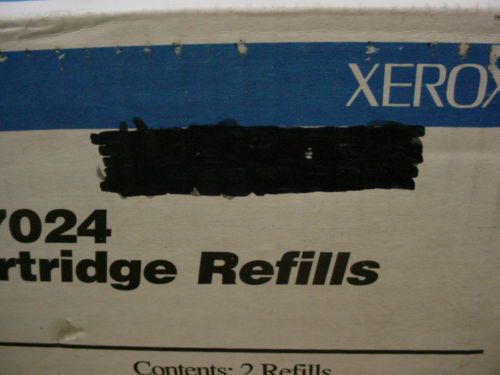 XEROX
7024
rtridge Refills
Contents: 2 Refills